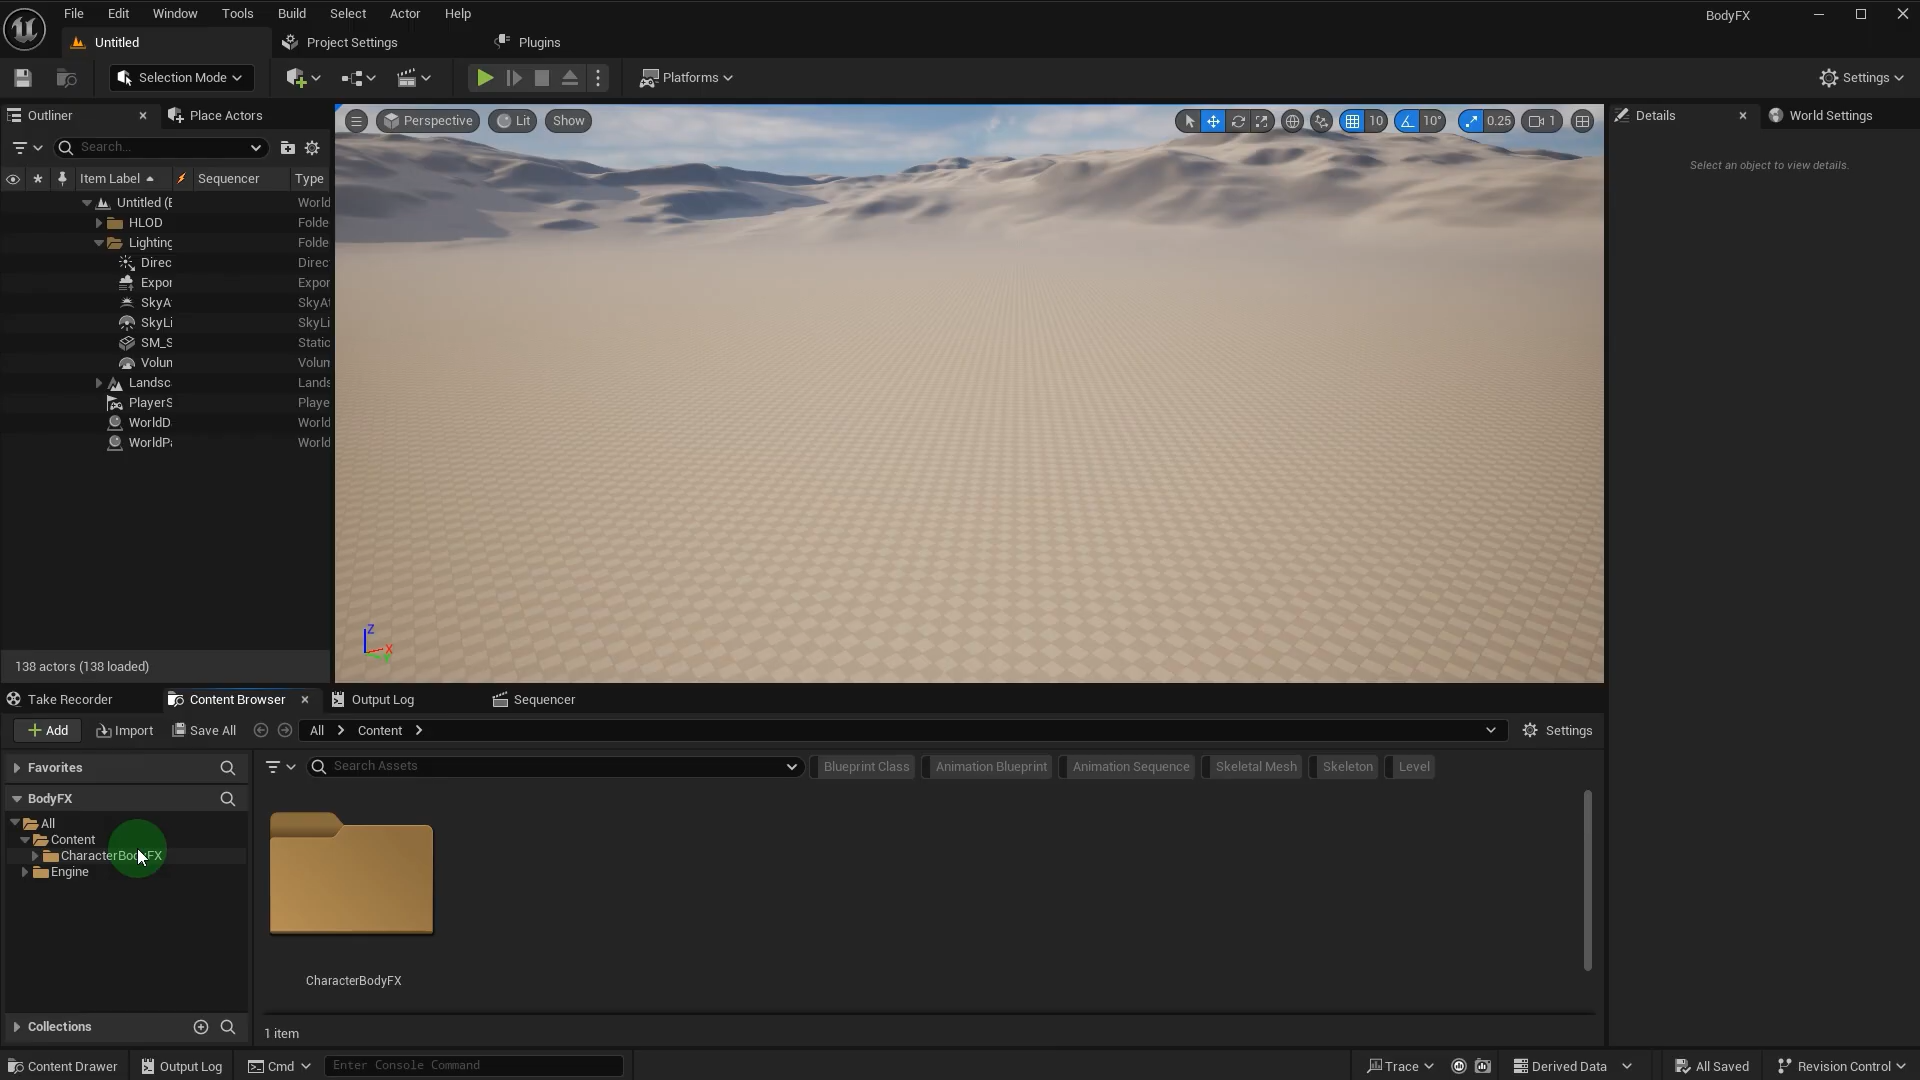 File Edit Window Tools Build Select Actor Help BodyFX
Untitled Project Settings Plugins
Selection Mode Platforms Settings
Outliner Place Actors Details World Settings
Search... Perspective Lit Show 10 10° 0.25 1
Item Label Sequencer Type Select an object to view details.
Untitled (E World
HLOD Folde
Lighting Folde
Direc Direc
Expor Expor
SkyA SkyA
SkyLi SkyLi
SM_S Static
Volun Volun
Landsc Lands
PlayerS Playe
WorldD World
WorldPa World
Z
X
138 actors (138 loaded)
Take Recorder Content Browser Output Log Sequencer
Add Import Save All All Content Settings
Favorites Search Assets Blueprint Class Animation Blueprint Animation Sequence Skeletal Mesh Skeleton Level
BodyFX
All
Content
CharacterBodyFX
Engine
CharacterBodyFX
Collections 1 item
Content Drawer Output Log Cmd Enter Console Command Trace Derived Data All Saved Revision Control